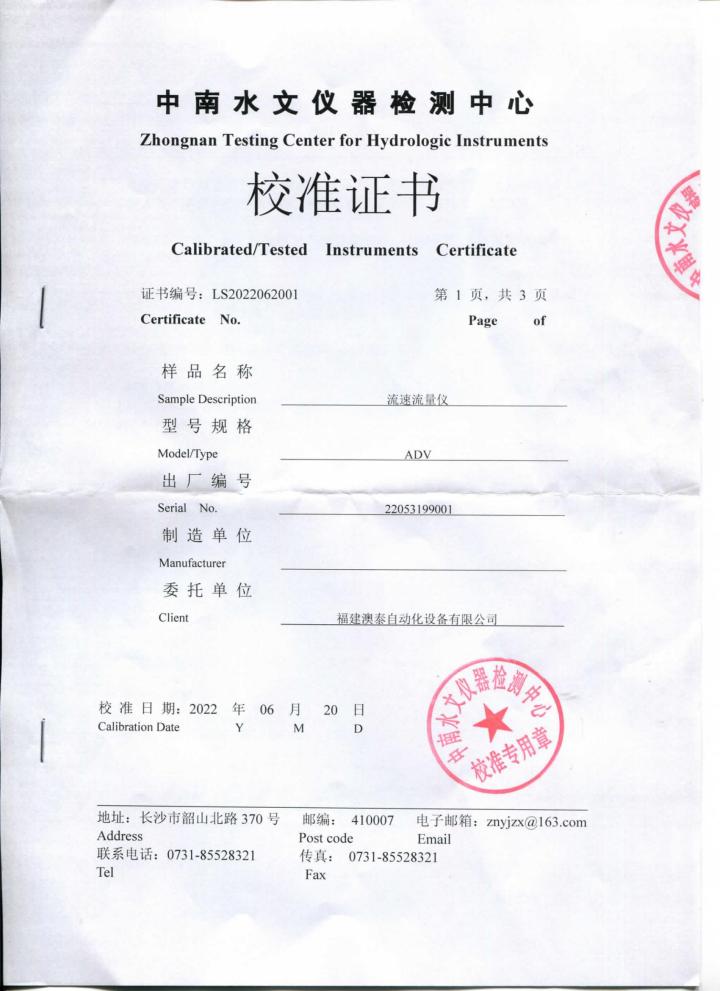 中南水文仪器检测中心
Zhongnan Testing Center for Hydrologic Instruments
校准证书
Calibrated/Tested Instruments Certificate
证书编号：LS2022062001 第 1 页，共 3 页
Certificate No. Page of
样品名称
Sample Description 流速流量仪
型号规格
Model/Type ADV
出厂编号
Serial No. 22053199001
制造单位
Manufacturer
委托单位
Client 福建澳泰自动化设备有限公司
校准日期：2022 年 06 月 20 日
Calibration Date Y M D
中南水文仪器检测中心
校准专用章
中南水文仪器
地址：长沙市韶山北路 370 号 邮编： 410007 电子邮箱：znyjzx@163.com
Address Post code Email
联系电话：0731-85528321 传真： 0731-85528321
Tel Fax